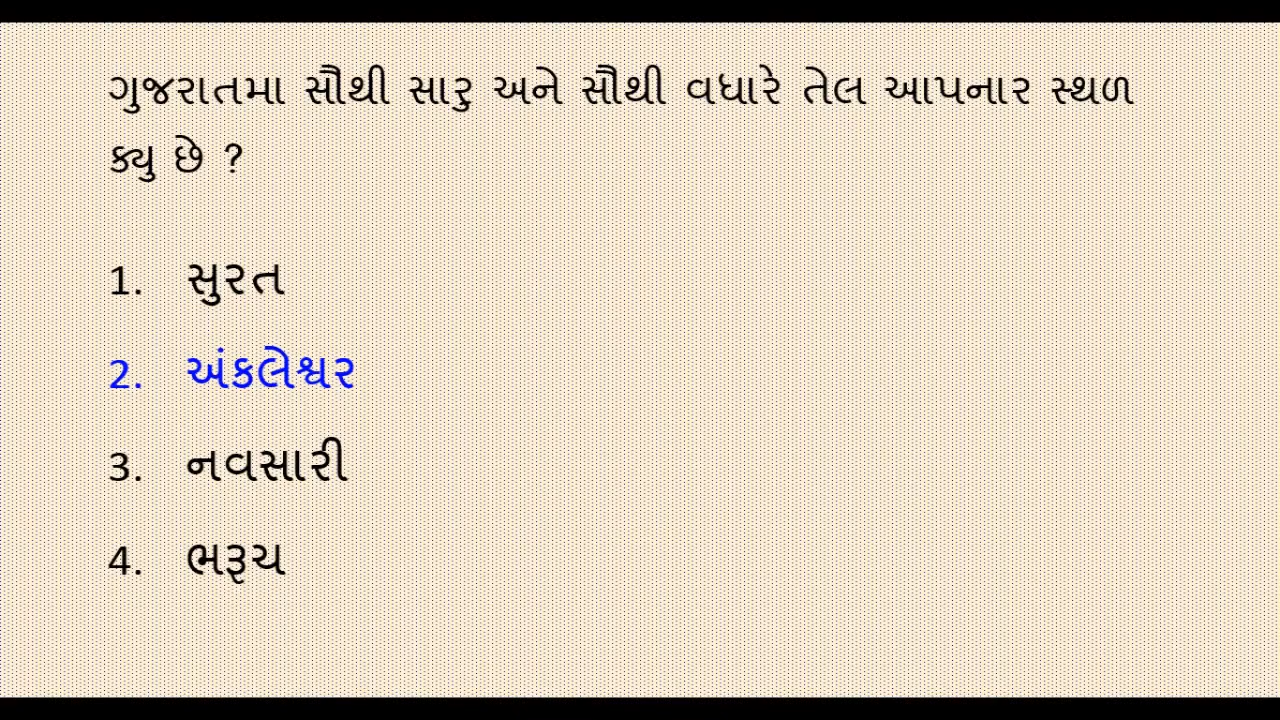 ગુજરાતમા સૌથી સારુ અને સૌથી વધારે તેલ આપનાર સ્થળ
ક્યુ છે ?
1. સુરત
2. અંકલેશ્વર
3. નવસારી
4. ભરૂચ